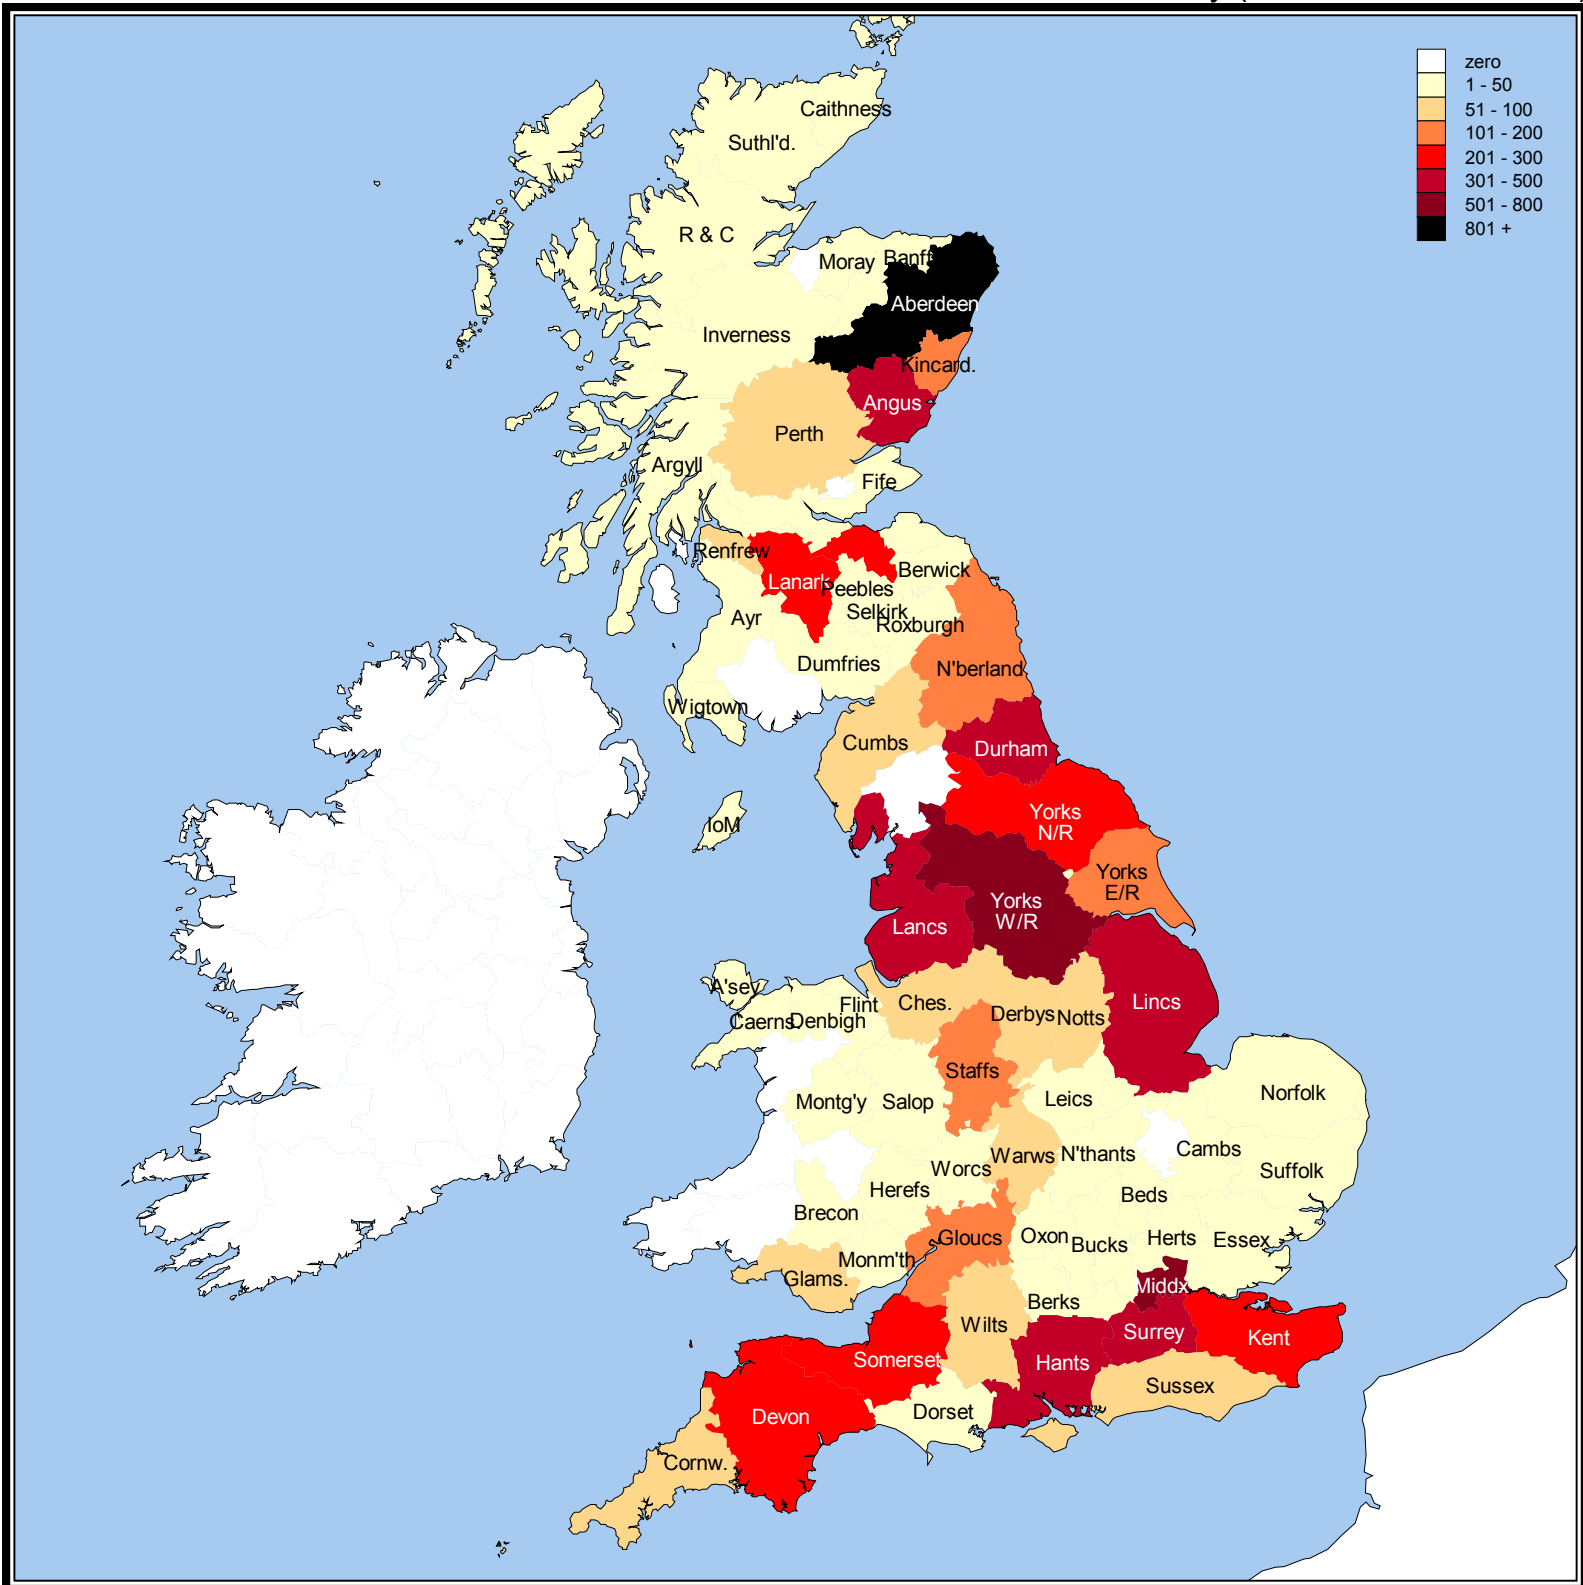 zero
1 - 50
51 - 100
101 - 200
201 - 300
301 - 500
501 - 800
801 +
Caithness
Suthl'd.
R & C
Moray
Banff
Aberdeen
Inverness
Kincard.
Angus
Perth
Argyll
Fife
Renfrew
Lanark
Berwick
Peebles
Selkirk
Ayr
Roxburgh
Dumfries
N'berland
Wigtown
Cumbs
Durham
IoM
Yorks
N/R
Yorks
E/R
Yorks
W/R
Lancs
A'sey
Flint
Ches.
Lincs
Caerns.
Denbigh
Derbys
Notts
Staffs
Montg'y
Salop
Leics
Norfolk
Worcs
Warws
N'thants
Cambs
Suffolk
Herefs
Beds
Brecon
Gloucs
Oxon
Bucks
Herts
Essex
Monm'th
Glams.
Middx
Berks
Wilts
Surrey
Kent
Somerset
Hants
Sussex
Devon
Dorset
Cornw.